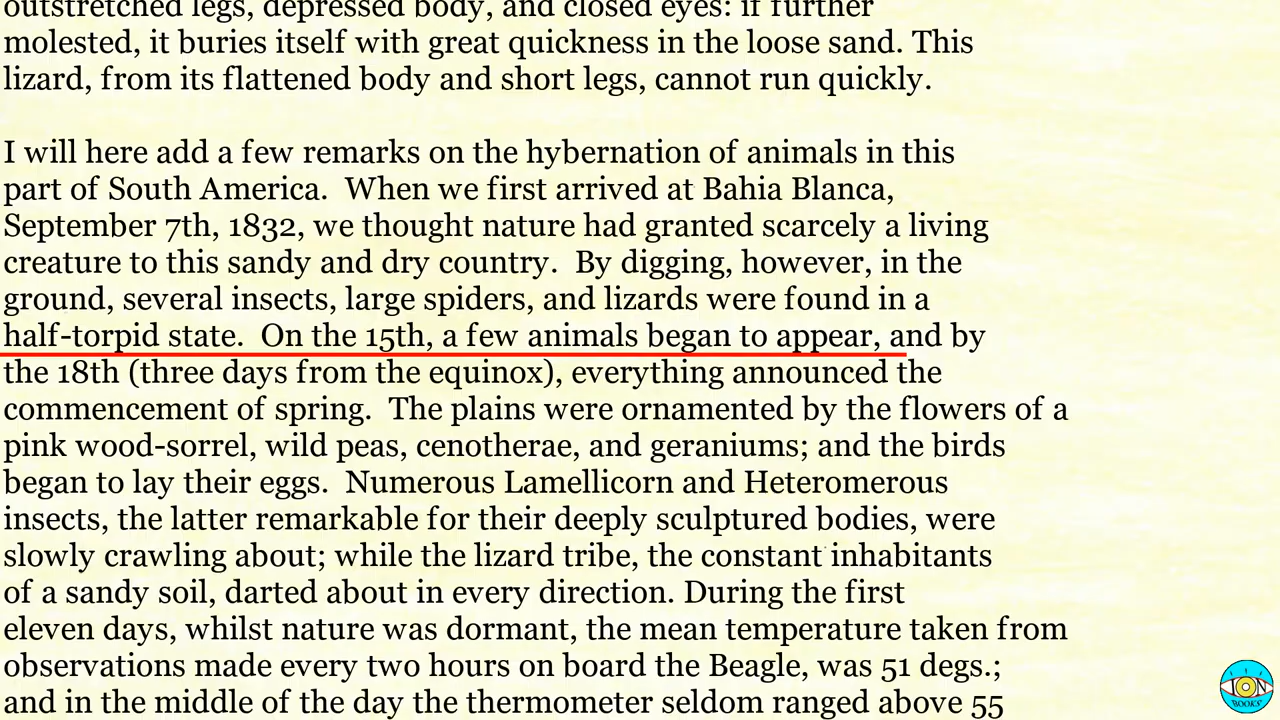 outstretched legs, depressed body, and closed eyes: if further
molested, it buries itself with great quickness in the loose sand. This
lizard, from its flattened body and short legs, cannot run quickly.
I will here add a few remarks on the hybernation of animals in this
part of South America.  When we first arrived at Bahia Blanca,
September 7th, 1832, we thought nature had granted scarcely a living
creature to this sandy and dry country.  By digging, however, in the
ground, several insects, large spiders, and lizards were found in a
half-torpid state.  On the 15th, a few animals began to appear, and by
the 18th (three days from the equinox), everything announced the
commencement of spring.  The plains were ornamented by the flowers of a
pink wood-sorrel, wild peas, cenotherae, and geraniums; and the birds
began to lay their eggs.  Numerous Lamellicorn and Heteromerous
insects, the latter remarkable for their deeply sculptured bodies, were
slowly crawling about; while the lizard tribe, the constant inhabitants
of a sandy soil, darted about in every direction. During the first
eleven days, whilst nature was dormant, the mean temperature taken from
observations made every two hours on board the Beagle, was 51 degs.;
and in the middle of the day the thermometer seldom ranged above 55
ION
BOOKS